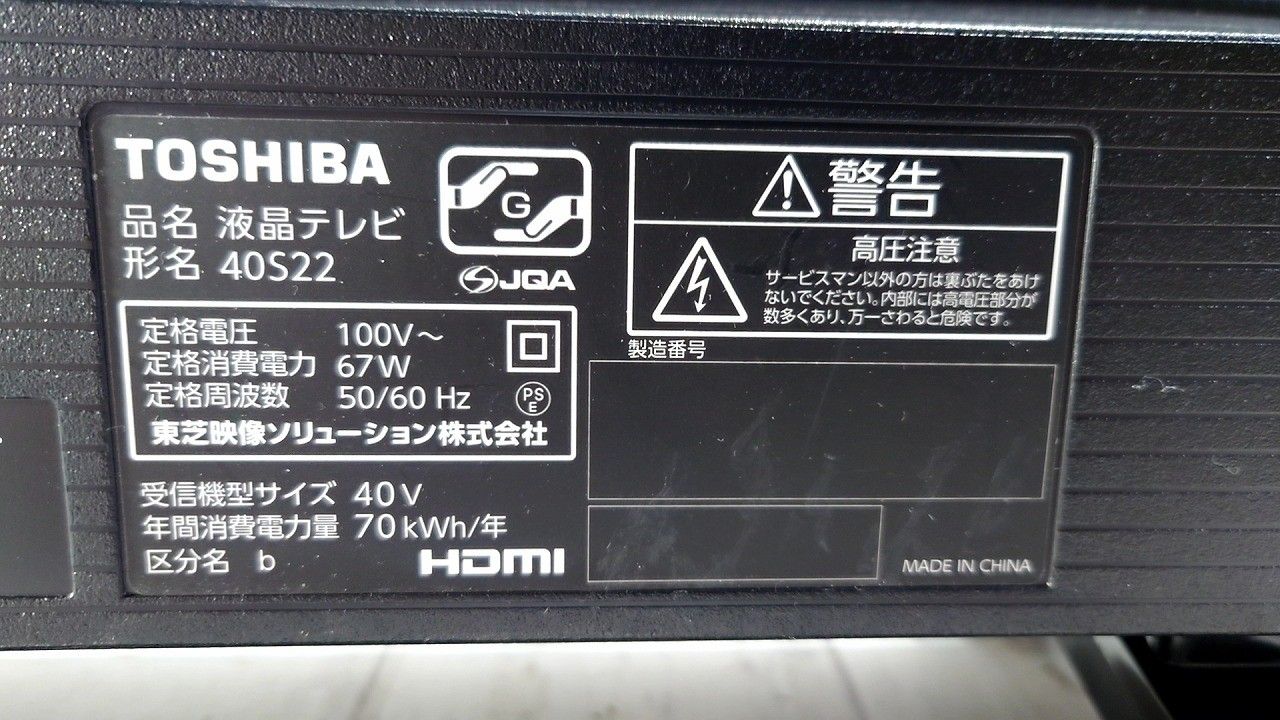 TOSHIBA
品名 液晶テレビ
形名 40S22
G
JQA
定格電圧 100V～
定格消費電力 67W
定格周波数 50/60 Hz
PS
E
東芝映像ソリューション株式会社
受信機型サイズ 40V
年間消費電力量 70kWh/年
区分名 b
HDMI
警告
高圧注意
サービスマン以外の方は裏ぶたをあけ
ないでください。内部には高電圧部分が
数多くあり、万一さわると危険です。
製造番号
MADE IN CHINA